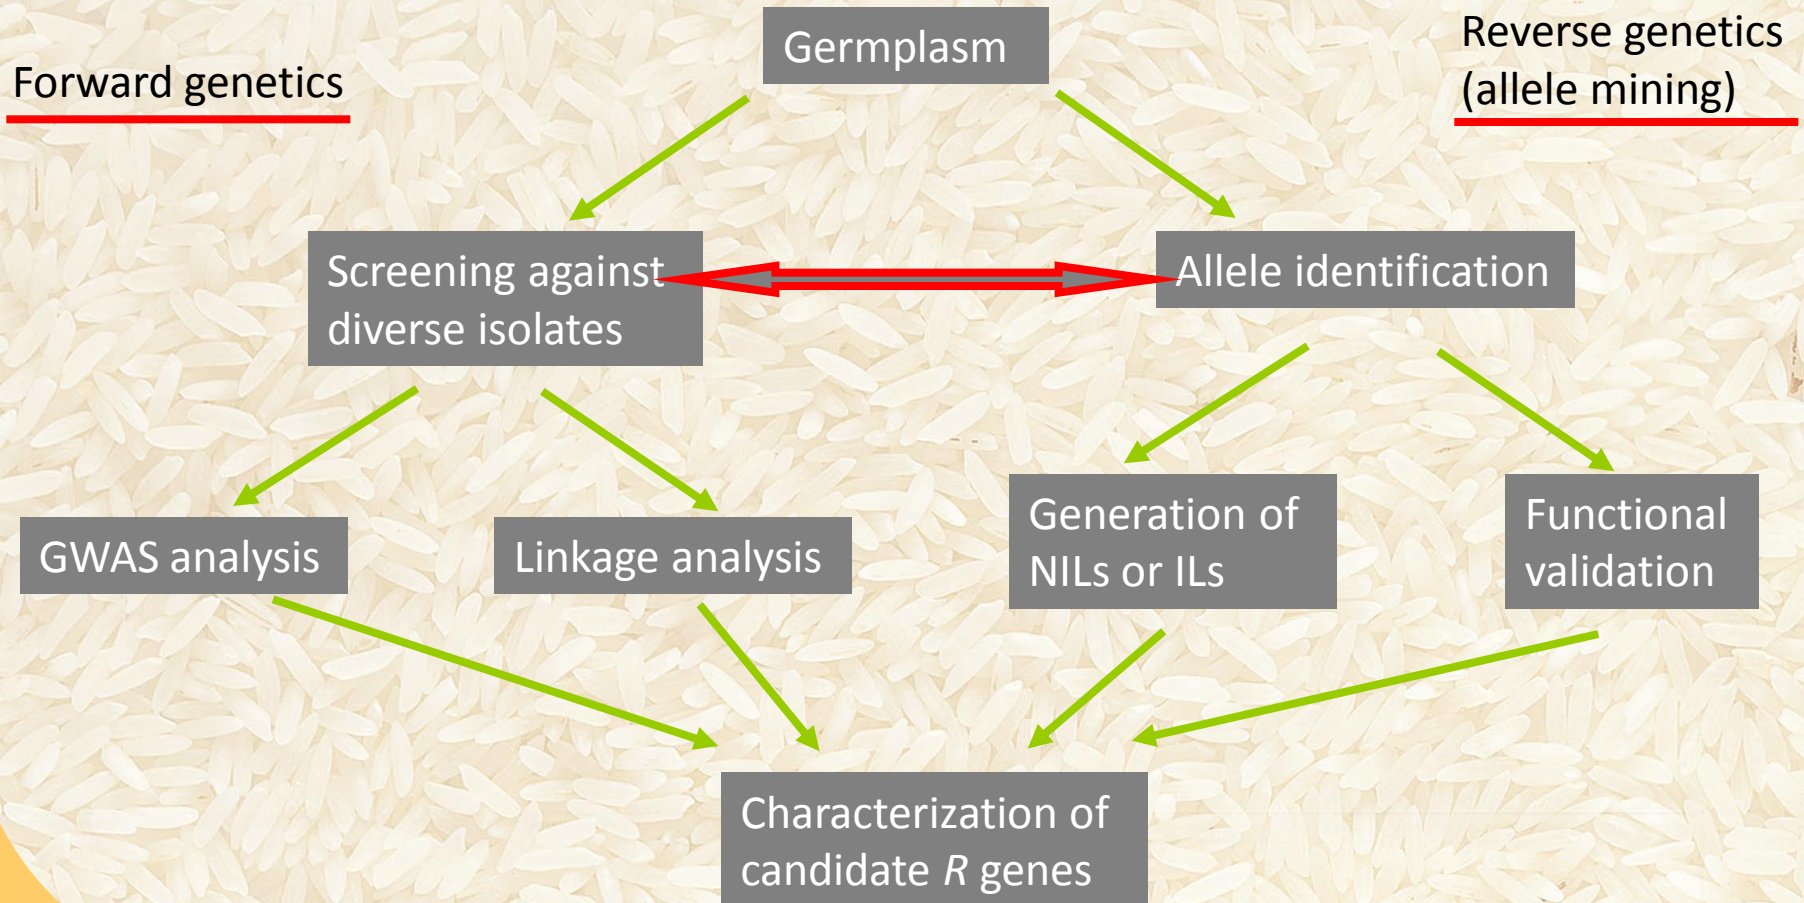 Germplasm
Forward genetics
Reverse genetics
(allele mining)
Screening against
diverse isolates
Allele identification
GWAS analysis
Linkage analysis
Generation of
NILs or ILs
Functional
validation
Characterization of
candidate R genes